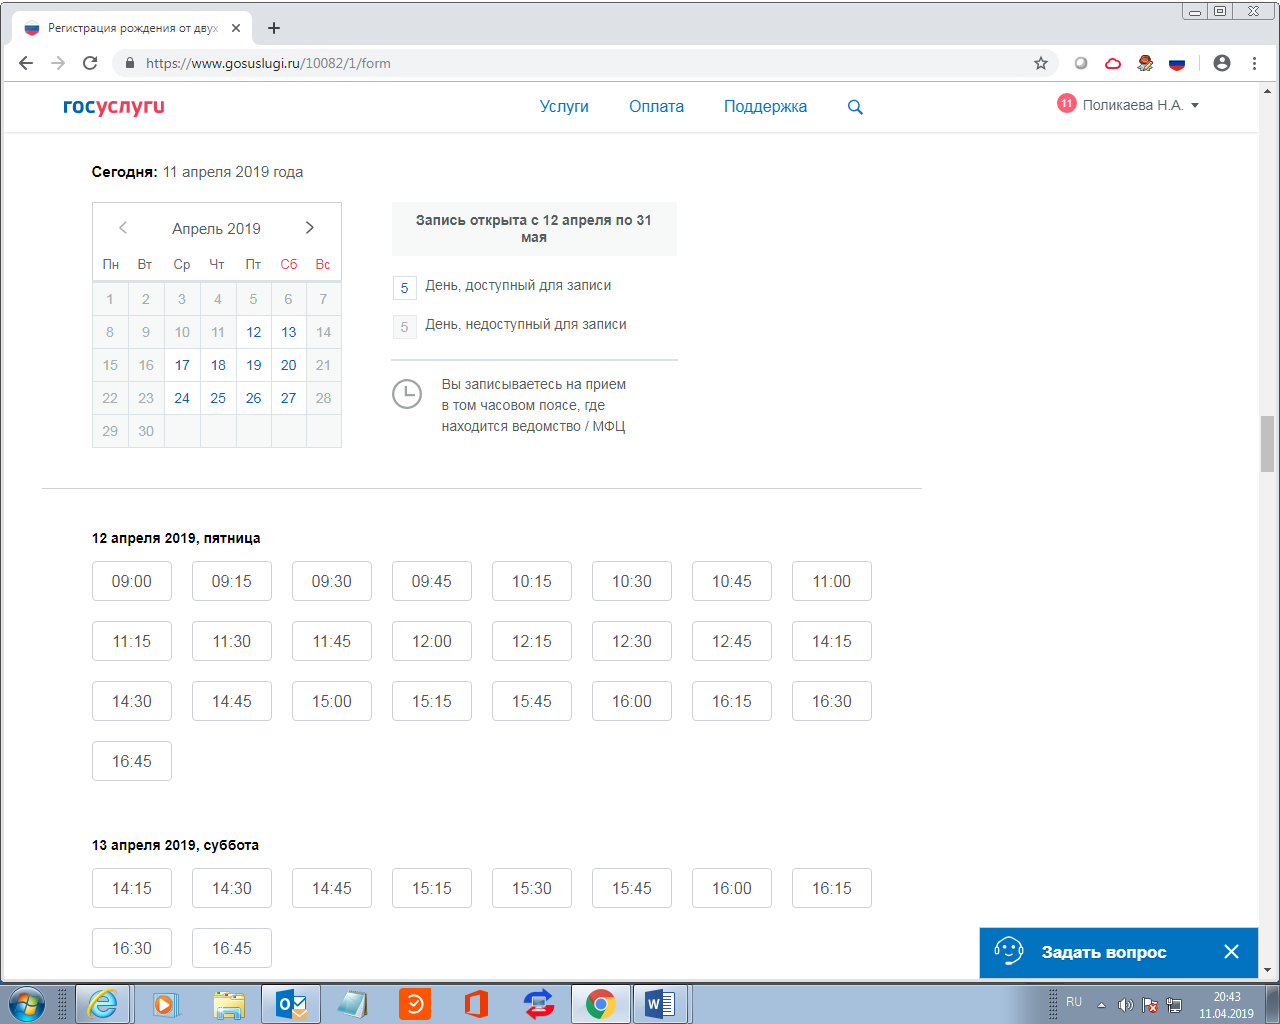 Регистрация рождения от двух
https://www.gosuslugi.ru/10082/1/form
госуслуги
Услуги Оплата Поддержка
11 Поликаева Н.А.
Сегодня: 11 апреля 2019 года
Апрель 2019
Пн Вт Ср Чт Пт Сб Вс
1 2 3 4 5 6 7
8 9 10 11 12 13 14
15 16 17 18 19 20 21
22 23 24 25 26 27 28
29 30
Запись открыта с 12 апреля по 31
мая
5 День, доступный для записи
5 День, недоступный для записи
Вы записываетесь на прием
в том часовом поясе, где
находится ведомство / МФЦ
12 апреля 2019, пятница
09:00 09:15 09:30 09:45 10:15 10:30 10:45 11:00
11:15 11:30 11:45 12:00 12:15 12:30 12:45 14:15
14:30 14:45 15:00 15:15 15:45 16:00 16:15 16:30
16:45
13 апреля 2019, суббота
14:15 14:30 14:45 15:15 15:30 15:45 16:00 16:15
16:30 16:45
Задать вопрос
RU
20:43
11.04.2019